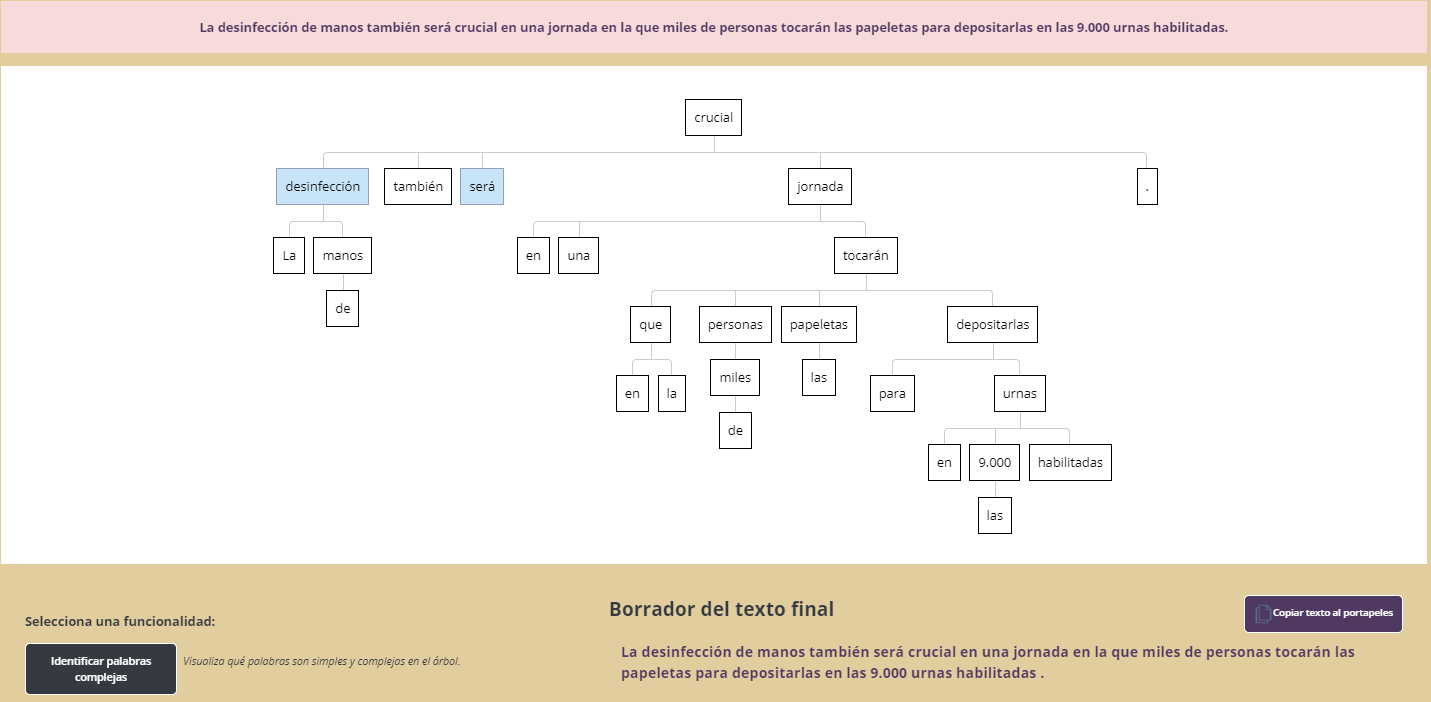 La desinfección de manos también será crucial en una jornada en la que miles de personas tocarán las papeletas para depositarlas en las 9.000 urnas habilitadas.
crucial
desinfección también será jornada .
La manos en una tocarán
de
que personas papeletas depositarlas
en la miles las para urnas
de
en 9.000 habilitadas
las
Selecciona una funcionalidad:
Identificar palabras
complejas
Visualiza qué palabras son simples y complejas en el árbol.
Borrador del texto final
Copiar texto al portapeles
La desinfección de manos también será crucial en una jornada en la que miles de personas tocarán las
papeletas para depositarlas en las 9.000 urnas habilitadas .